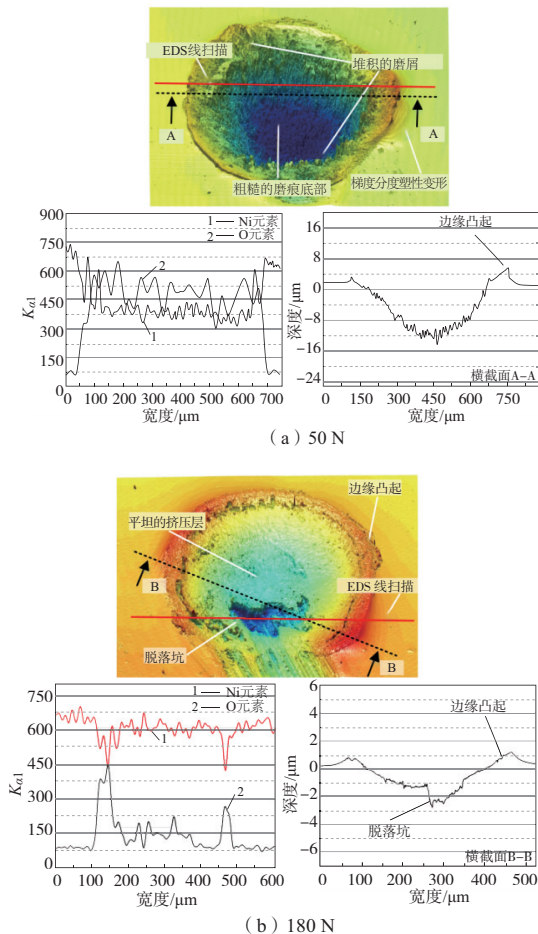 EDS线扫描
堆积的磨屑
A
A
粗糙的磨痕底部
梯度分度塑性变形
900
750
600
450
300
150
0
1 Ni元素
2 O元素
2
1
Kα1
0 100 200 300 400 500 600 700
宽度/μm
16
8
0
-8
-16
-24
深度/μm
边缘凸起
横截面A-A
0 150 300 450 600 750
宽度/μm
(a) 50 N
边缘凸起
平坦的挤压层
B
EDS 线扫描
脱落坑
B
750
600
450
300
150
0
1 Ni元素
2 O元素
1
2
Kα1
0 100 200 300 400 500 600
宽度/μm
6
4
2
0
-2
-4
-6
深度/μm
边缘凸起
脱落坑
横截面B-B
0 100 200 300 400 500
宽度/μm
(b) 180 N